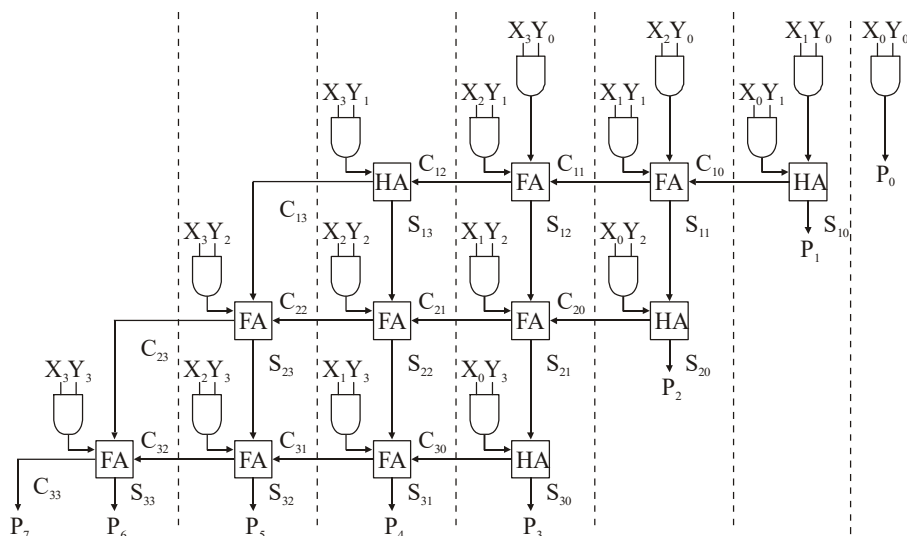 X₃Y₀ X₂Y₀ X₁Y₀ X₀Y₀
X₃Y₁ X₂Y₁ X₁Y₁ X₀Y₁
C₁₂ C₁₁ C₁₀
HA FA FA HA P₀
C₁₃ S₁₃ S₁₂ S₁₁ S₁₀
P₁
X₃Y₂ X₂Y₂ X₁Y₂ X₀Y₂
C₂₂ C₂₁ C₂₀
FA FA FA HA
C₂₃ S₂₃ S₂₂ S₂₁ S₂₀
P₂
X₃Y₃ X₂Y₃ X₁Y₃ X₀Y₃
C₃₂ C₃₁ C₃₀
FA FA FA HA
C₃₃ S₃₃ S₃₂ S₃₁ S₃₀
P₇ P₆ P₅ P₄ P₃